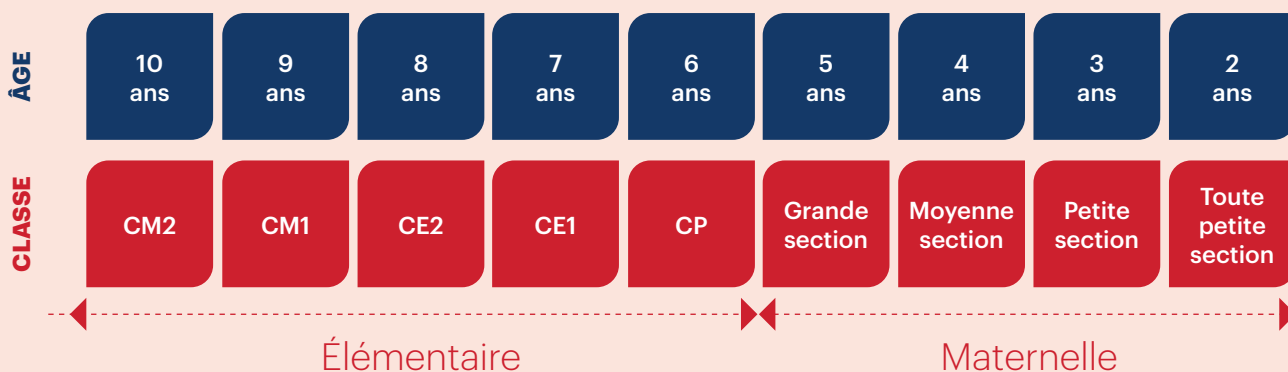 ÂGE
10
ans
9
ans
8
ans
7
ans
6
ans
5
ans
4
ans
3
ans
2
ans
CLASSE
CM2
CM1
CE2
CE1
CP
Grande
section
Moyenne
section
Petite
section
Toute
petite
section
Élémentaire
Maternelle